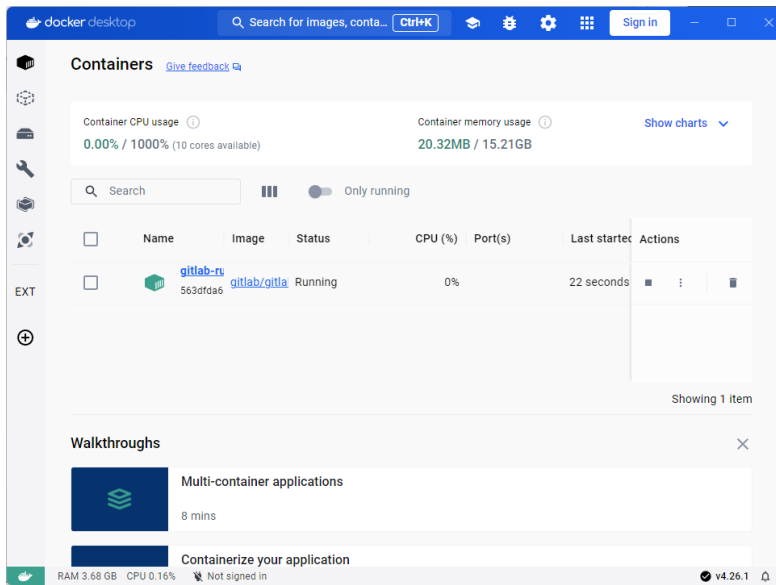 docker desktop
Search for images, conta... Ctrl+K
Sign in
Containers Give feedback
Container CPU usage
0.00% / 1000% (10 cores available)
Container memory usage
20.32MB / 15.21GB
Show charts
Search
Only running
Name Image Status CPU (%) Port(s) Last started Actions
gitlab-ru
563dfda6
gitlab/gitla Running 0% 22 seconds
EXT
Showing 1 item
Walkthroughs
Multi-container applications
8 mins
Containerize your application
RAM 3.68 GB CPU 0.16% Not signed in v4.26.1